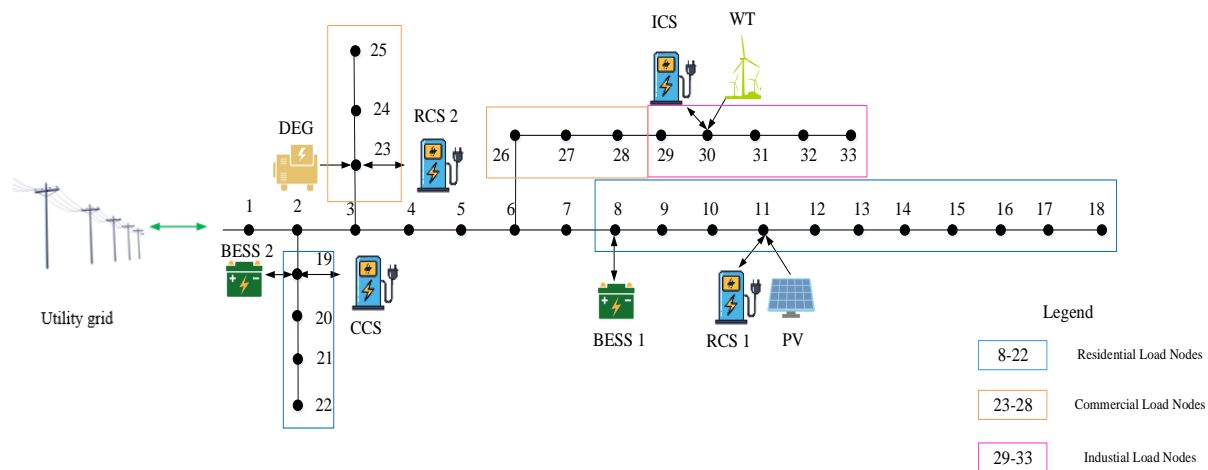 ICS
WT
25
24
DEG
RCS 2
23
26
27
28
29
30
31
32
33
1
2
3
4
5
6
7
8
9
10
11
12
13
14
15
16
17
18
BESS 2
19
Utility grid
20
CCS
BESS 1
RCS 1
PV
21
22
Legend
8-22
Residential Load Nodes
23-28
Commercial Load Nodes
29-33
Industial Load Nodes